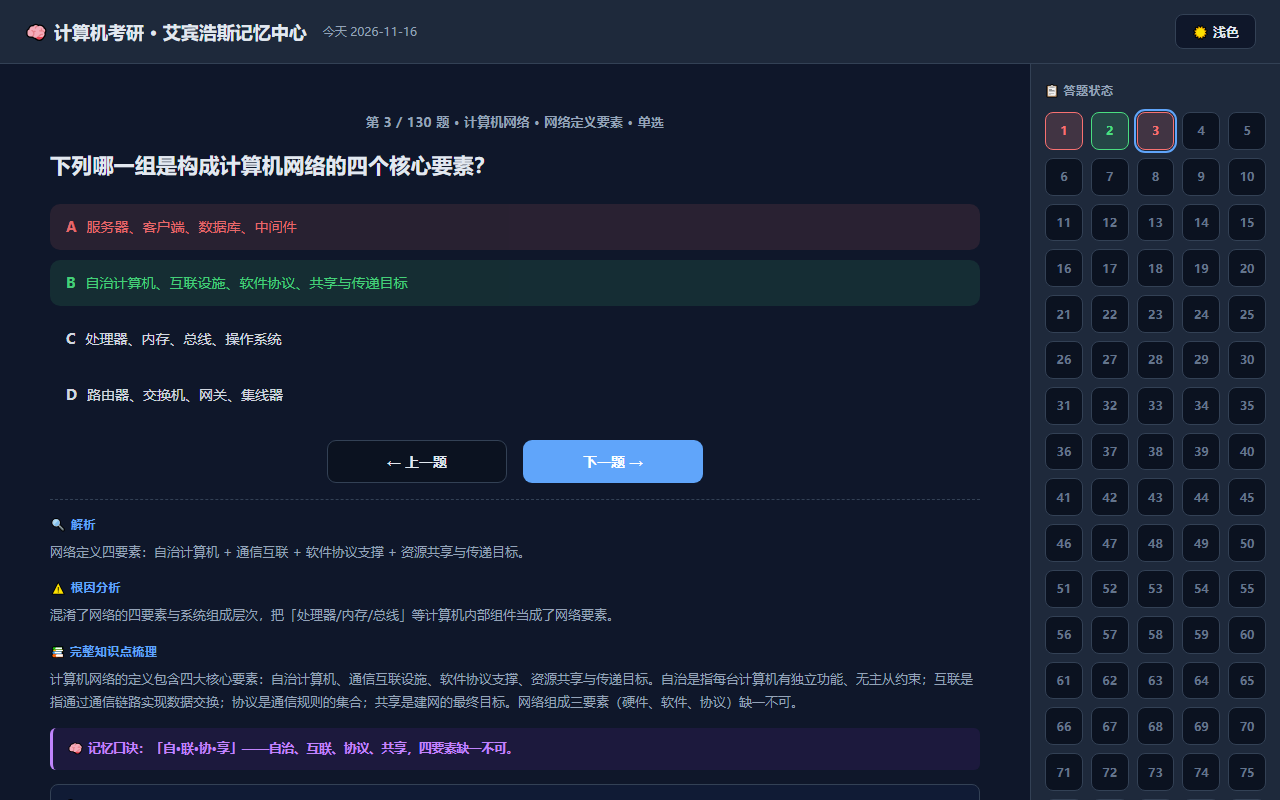 🧠 计算机考研 • 艾宾浩斯记忆中心 今天 2026-11-16
浅色
第 3 / 130 题 • 计算机网络 • 网络定义要素 • 单选
下列哪一组是构成计算机网络的四个核心要素?
A 服务器、客户端、数据库、中间件
B 自治计算机、互联设施、软件协议、共享与传递目标
C 处理器、内存、总线、操作系统
D 路由器、交换机、网关、集线器
← 上一题
下一题 →
🔍 解析
网络定义四要素：自治计算机 + 通信互联 + 软件协议支撑 + 资源共享与传递目标。
⚠️ 根因分析
混淆了网络的四要素与系统组成层次，把「处理器/内存/总线」等计算机内部组件当成了网络要素。
📚 完整知识点梳理
计算机网络的定义包含四大核心要素：自治计算机、通信互联设施、软件协议支撑、资源共享与传递目标。自治是指每台计算机有独立功能、无主从约束；互联是
指通过通信链路实现数据交换；协议是通信规则的集合；共享是建网的最终目标。网络组成三要素（硬件、软件、协议）缺一不可。
🧠 记忆口诀：「自•联•协•享」——自治、互联、协议、共享，四要素缺一不可。
📋 答题状态
1 2 3 4 5
6 7 8 9 10
11 12 13 14 15
16 17 18 19 20
21 22 23 24 25
26 27 28 29 30
31 32 33 34 35
36 37 38 39 40
41 42 43 44 45
46 47 48 49 50
51 52 53 54 55
56 57 58 59 60
61 62 63 64 65
66 67 68 69 70
71 72 73 74 75